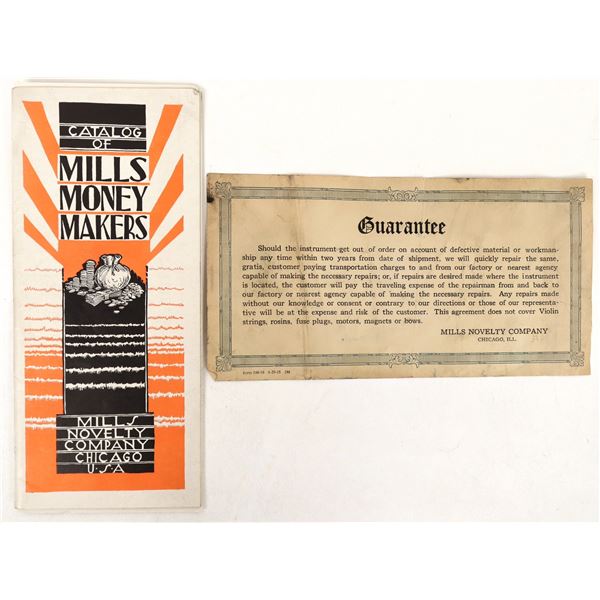 CATALOG
OF
MILLS
MONEY
MAKERS
MILLS
NOVELTY
COMPANY
CHICAGO
U·S·A
Guarantee
Should the instrument get out of order on account of defective material or workman-
ship any time within two years from date of shipment, we will quickly repair the same,
gratis, customer paying transportation charges to and from our factory or nearest agency
capable of making the necessary repairs; or, if repairs are desired made where the instrument
is located, the customer will pay the traveling expense of the repairman from and back to
our factory or nearest agency capable of making the necessary repairs. Any repairs made
without our knowledge or consent or contrary to our directions or those of our representa-
tive will be at the expense and risk of the customer. This agreement does not cover Violin
strings, rosins, fuse plugs, motors, magnets or bows.
MILLS NOVELTY COMPANY
CHICAGO, ILL.
Form